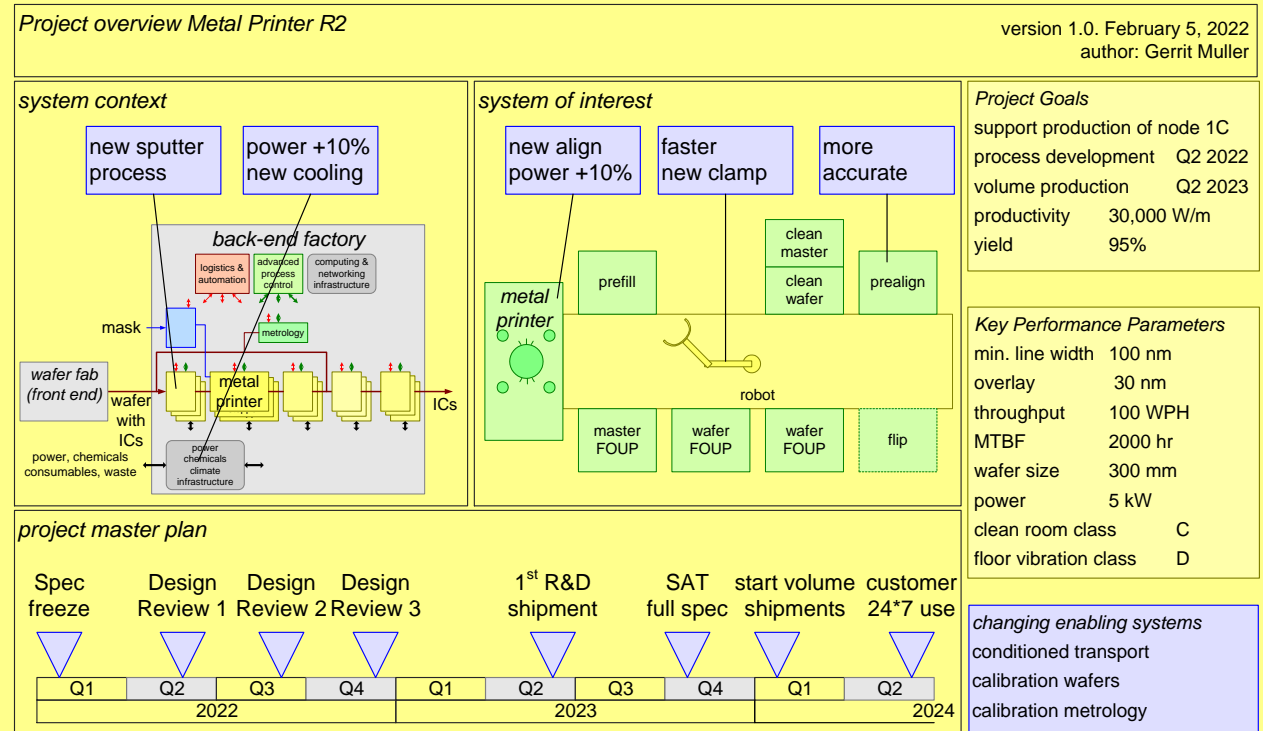 Project overview Metal Printer R2
version 1.0. February 5, 2022
author: Gerrit Muller
system context
new sputter
process
power +10%
new cooling
back-end factory
logistics &
automation
advanced
process
control
computing &
networking
infrastructure
mask
metrology
wafer fab
(front end)
metal
printer
wafer
with
ICs
ICs
power, chemicals
consumables, waste
power
chemicals
climate
infrastructure
system of interest
new align
power +10%
faster
new clamp
more
accurate
clean
master
clean
wafer
prefill
prealign
metal
printer
robot
master
FOUP
wafer
FOUP
wafer
FOUP
flip
Project Goals
support production of node 1C
process development Q2 2022
volume production Q2 2023
productivity 30,000 W/m
yield 95%
Key Performance Parameters
min. line width 100 nm
overlay 30 nm
throughput 100 WPH
MTBF 2000 hr
wafer size 300 mm
power 5 kW
clean room class C
floor vibration class D
project master plan
Spec
freeze
Design
Review 1
Design
Review 2
Design
Review 3
1st R&D
shipment
SAT
full spec
start volume
shipments
customer
24*7 use
Q1 Q2 Q3 Q4 Q1 Q2 Q3 Q4 Q1 Q2
2022 2023 2024
changing enabling systems
conditioned transport
calibration wafers
calibration metrology